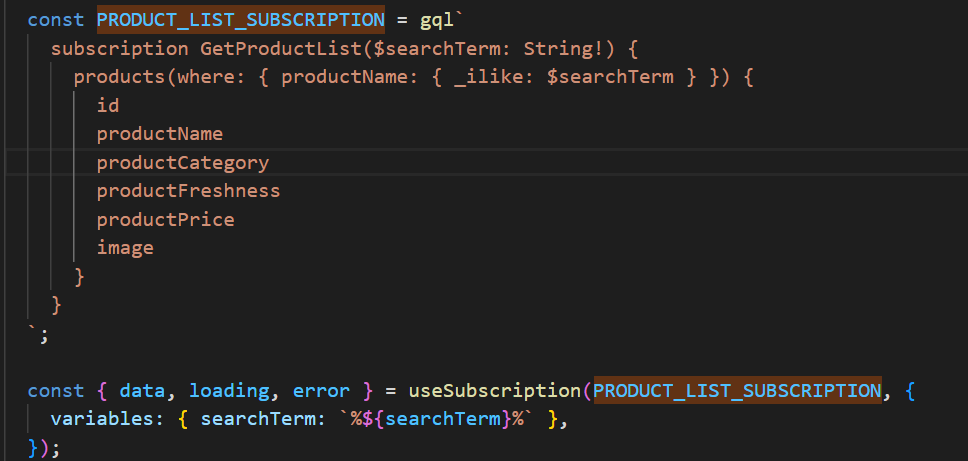 const PRODUCT_LIST_SUBSCRIPTION = gql`
subscription GetProductList($searchTerm: String!) {
products(where: { productName: { _ilike: $searchTerm } }) {
id
productName
productCategory
productFreshness
productPrice
image
}
}
`;
const { data, loading, error } = useSubscription(PRODUCT_LIST_SUBSCRIPTION, {
variables: { searchTerm: `%${searchTerm}%` },
});